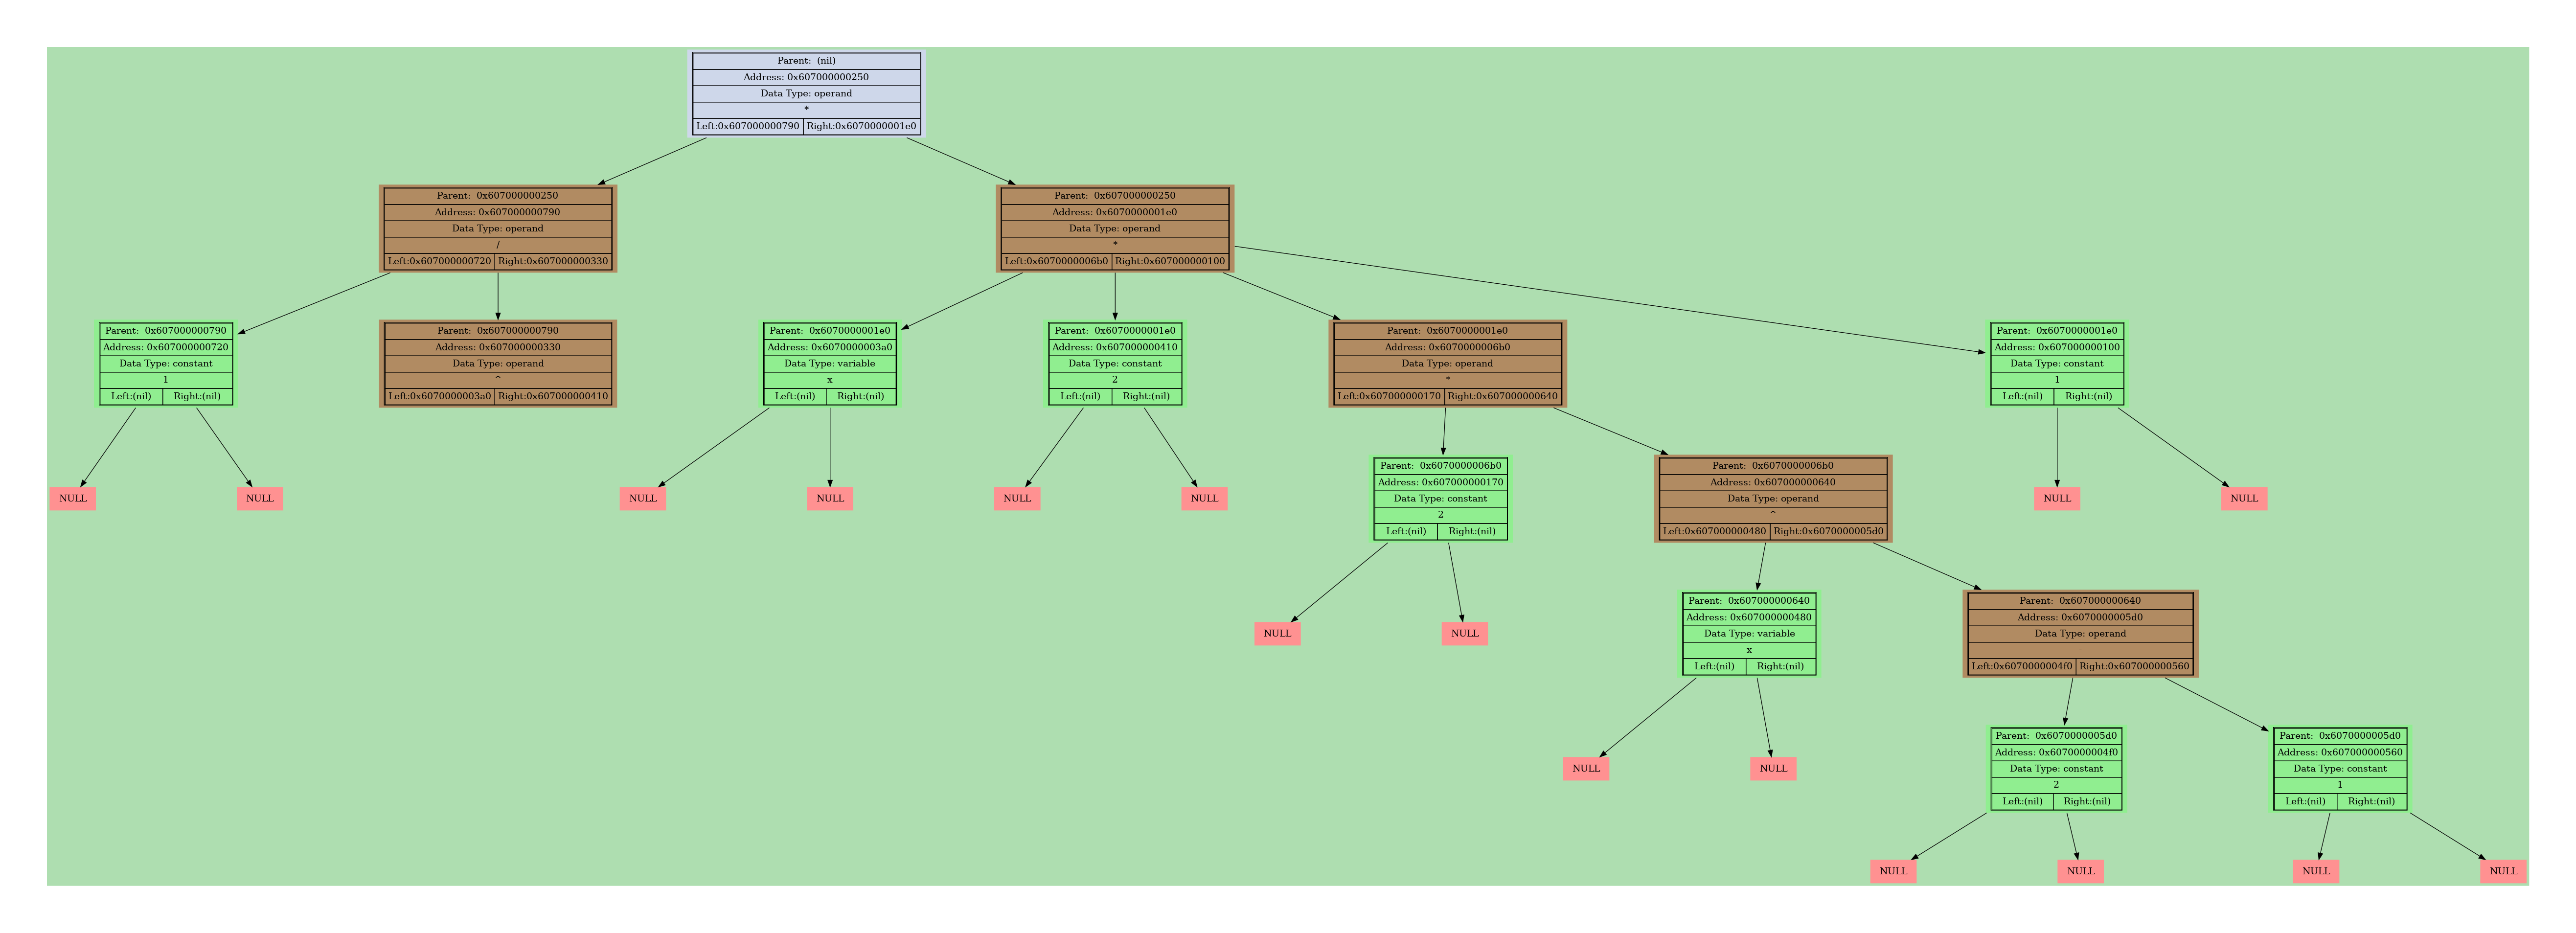 Parent:  (nil)
Address: 0x607000000250
Data Type: operand
*
Left:0x607000000790 Right:0x6070000001e0
Parent:  0x607000000250
Address: 0x607000000790
Data Type: operand
/
Left:0x607000000720 Right:0x607000000330
Parent:  0x607000000250
Address: 0x6070000001e0
Data Type: operand
*
Left:0x6070000006b0 Right:0x607000000100
Parent:  0x607000000790
Address: 0x607000000720
Data Type: constant
1
Left:(nil) Right:(nil)
Parent:  0x607000000790
Address: 0x607000000330
Data Type: operand
^
Left:0x6070000003a0 Right:0x607000000410
Parent:  0x6070000001e0
Address: 0x6070000003a0
Data Type: variable
x
Left:(nil) Right:(nil)
Parent:  0x6070000001e0
Address: 0x607000000410
Data Type: constant
2
Left:(nil) Right:(nil)
Parent:  0x6070000001e0
Address: 0x6070000006b0
Data Type: operand
*
Left:0x607000000170 Right:0x607000000640
Parent:  0x6070000001e0
Address: 0x607000000100
Data Type: constant
1
Left:(nil) Right:(nil)
NULL
NULL
NULL
NULL
NULL
NULL
Parent:  0x6070000006b0
Address: 0x607000000170
Data Type: constant
2
Left:(nil) Right:(nil)
Parent:  0x6070000006b0
Address: 0x607000000640
Data Type: operand
^
Left:0x607000000480 Right:0x6070000005d0
NULL
NULL
NULL
NULL
Parent:  0x607000000640
Address: 0x607000000480
Data Type: variable
x
Left:(nil) Right:(nil)
Parent:  0x607000000640
Address: 0x6070000005d0
Data Type: operand
-
Left:0x6070000004f0 Right:0x607000000560
NULL
NULL
Parent:  0x6070000005d0
Address: 0x6070000004f0
Data Type: constant
2
Left:(nil) Right:(nil)
Parent:  0x6070000005d0
Address: 0x607000000560
Data Type: constant
1
Left:(nil) Right:(nil)
NULL
NULL
NULL
NULL